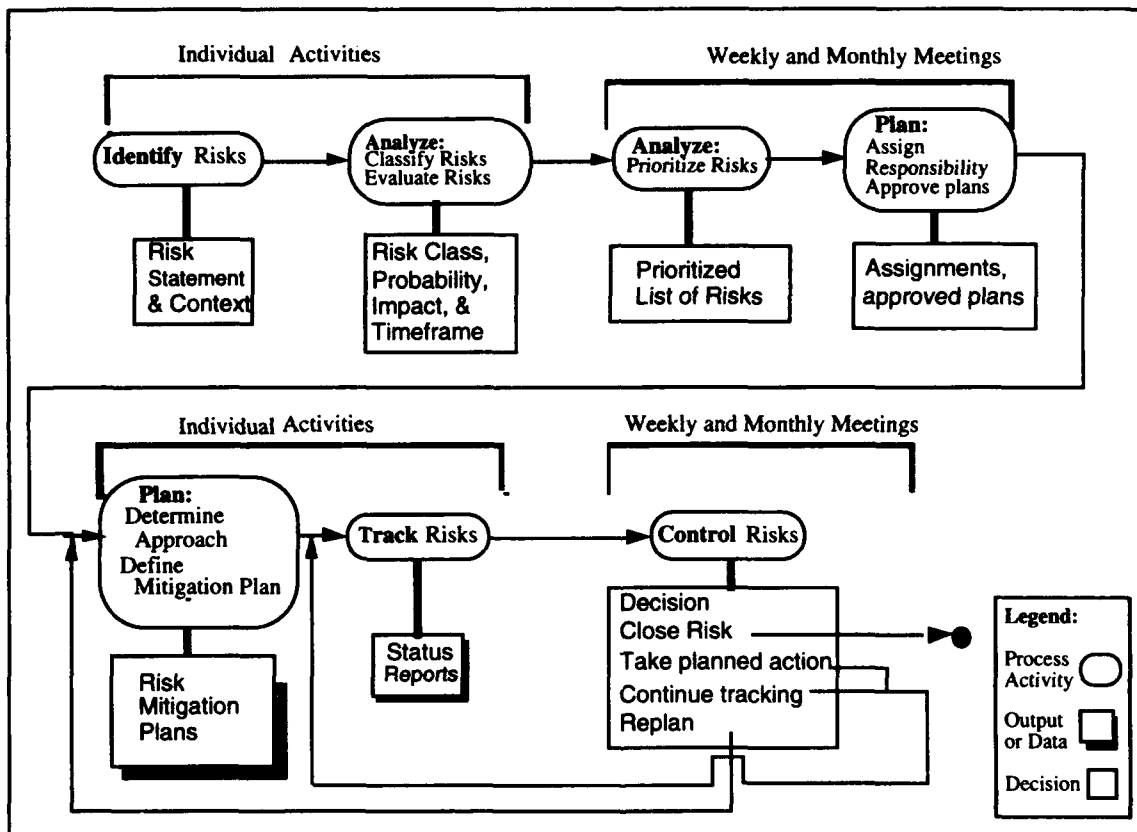 Individual Activities
Weekly and Monthly Meetings
Identify Risks
Analyze:
Classify Risks
Evaluate Risks
Analyze:
Prioritize Risks
Plan:
Assign
Responsibility
Approve plans
Risk
Statement
& Context
Risk Class,
Probability,
Impact, &
Timeframe
Prioritized
List of Risks
Assignments,
approved plans
Individual Activities
Weekly and Monthly Meetings
Plan:
Determine
Approach
Define
Mitigation Plan
Track Risks
Control Risks
Risk
Mitigation
Plans
Status
Reports
Decision
Close Risk
Take planned action
Continue tracking
Replan
Legend:
Process
Activity
Output
or Data
Decision